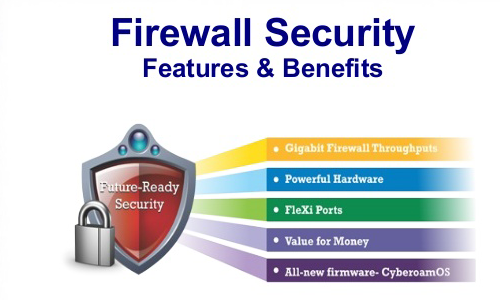 Firewall Security
Features & Benefits
Future-Ready
Security
Gigabit Firewall Throughputs
Powerful Hardware
FleXi Ports
Value for Money
All-new firmware- CyberoamOS